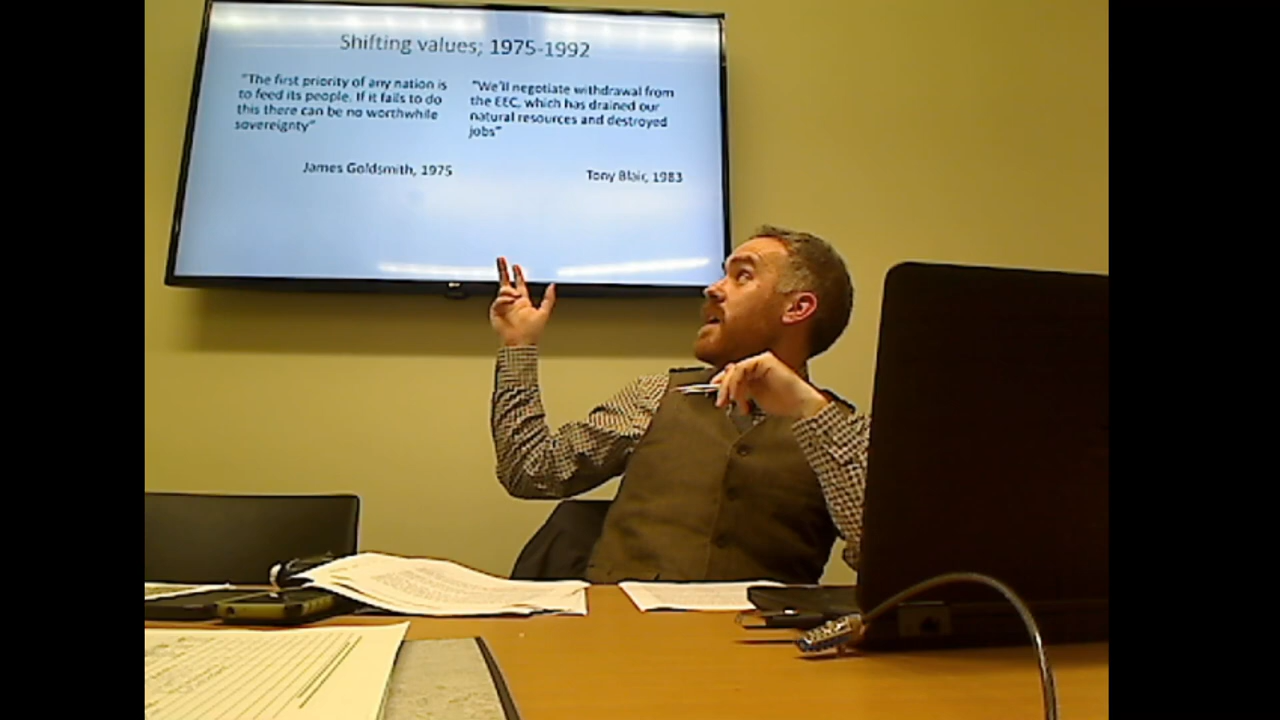 Shifting values; 1975-1992
"The first priority of any nation is
to feed its people. If it fails to do
this there can be no worthwhile
sovereignty"
James Goldsmith, 1975
"We'll negotiate withdrawal from
the EEC, which has drained our
natural resources and destroyed
jobs"
Tony Blair, 1983